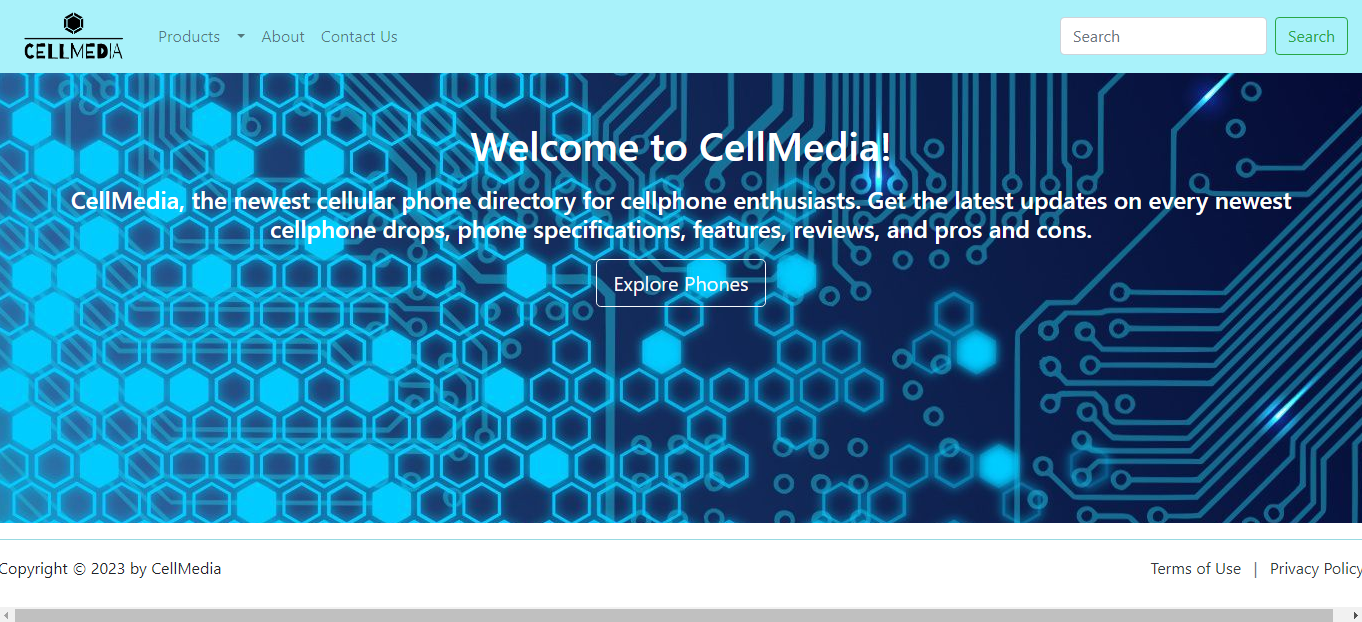 CELLMEDIA
Products
About
Contact Us
Search
Search
Welcome to CellMedia!
CellMedia, the newest cellular phone directory for cellphone enthusiasts. Get the latest updates on every newest
cellphone drops, phone specifications, features, reviews, and pros and cons.
Explore Phones
Copyright © 2023 by CellMedia
Terms of Use | Privacy Policy